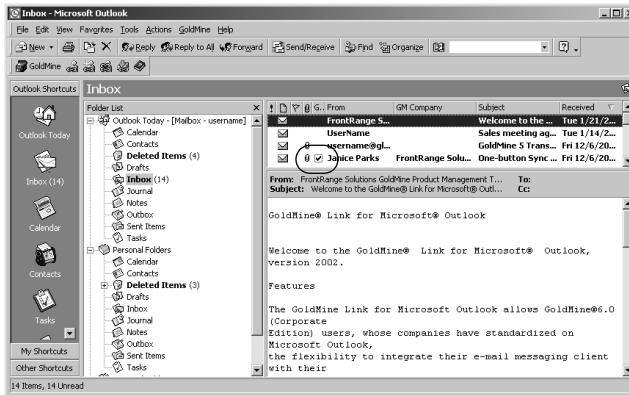 Inbox - Microsoft Outlook
File Edit View Favorites Tools Actions GoldMine Help
New Reply Reply to All Forward Send/Receive Find Organize
GoldMine
Outlook Shortcuts
Outlook Today
Inbox (14)
Calendar
Contacts
Tasks
My Shortcuts
Other Shortcuts
Inbox
Folder List
Outlook Today - [Mailbox - username]
Calendar
Contacts
Deleted Items (4)
Drafts
Inbox (14)
Journal
Notes
Outbox
Sent Items
Tasks
Personal Folders
Calendar
Contacts
Deleted Items (3)
Drafts
Inbox
Journal
Notes
Outbox
Sent Items
Tasks
! G.. From GM Company Subject Received
FrontRange S... Welcome to the ... Tue 1/21/2...
UserName Sales meeting ag... Tue 1/14/2...
username@gl... GoldMine 5 Trans... Fri 12/6/20...
Janice Parks FrontRange Solu... One-button Sync ... Fri 12/6/20...
From: FrontRange Solutions GoldMine Product Management T... To:
Subject: Welcome to the GoldMine® Link for Microsoft® Outl... Cc:
GoldMine® Link for Microsoft® Outlook
Welcome to the GoldMine® Link for Microsoft® Outlook,
version 2002.
Features
The GoldMine Link for Microsoft Outlook allows GoldMine®6.0
(Corporate
Edition) users, whose companies have standardized on
Microsoft Outlook,
the flexibility to integrate their e-mail messaging client
with their
14 Items, 14 Unread